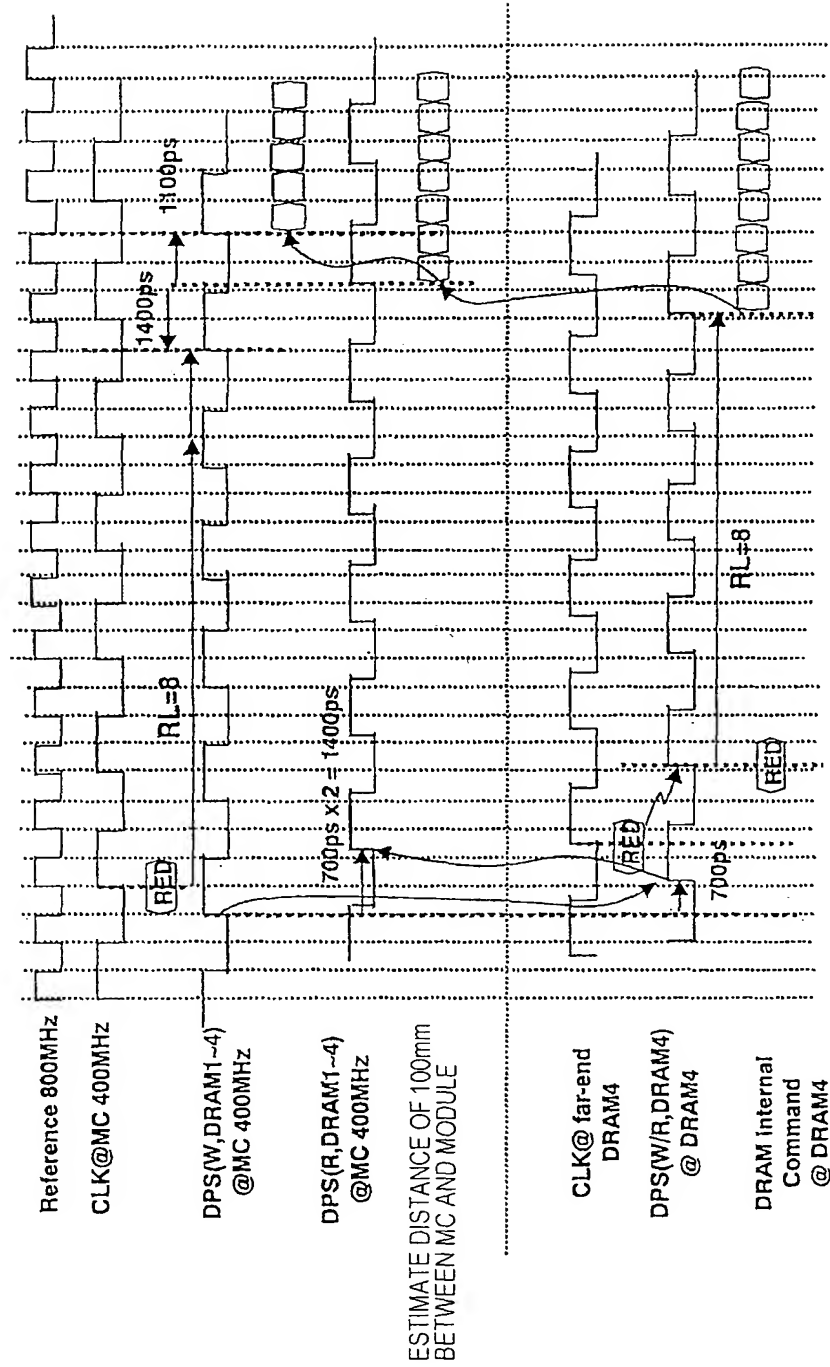 Reference 800MHz
CLK@MC 400MHz
RED
RL=8
1400ps
1100ps
DPS(W,DRAM1~4)
@MC 400MHz
DPS(R,DRAM1~4)
@MC 400MHz
700ps x 2 = 1400ps
ESTIMATE DISTANCE OF 100mm
BETWEEN MC AND MODULE
CLK@ far-end
DRAM4
RED
DPS(W/R,DRAM4)
@ DRAM4
700ps
RL=8
DRAM internal
Command
@ DRAM4
RED